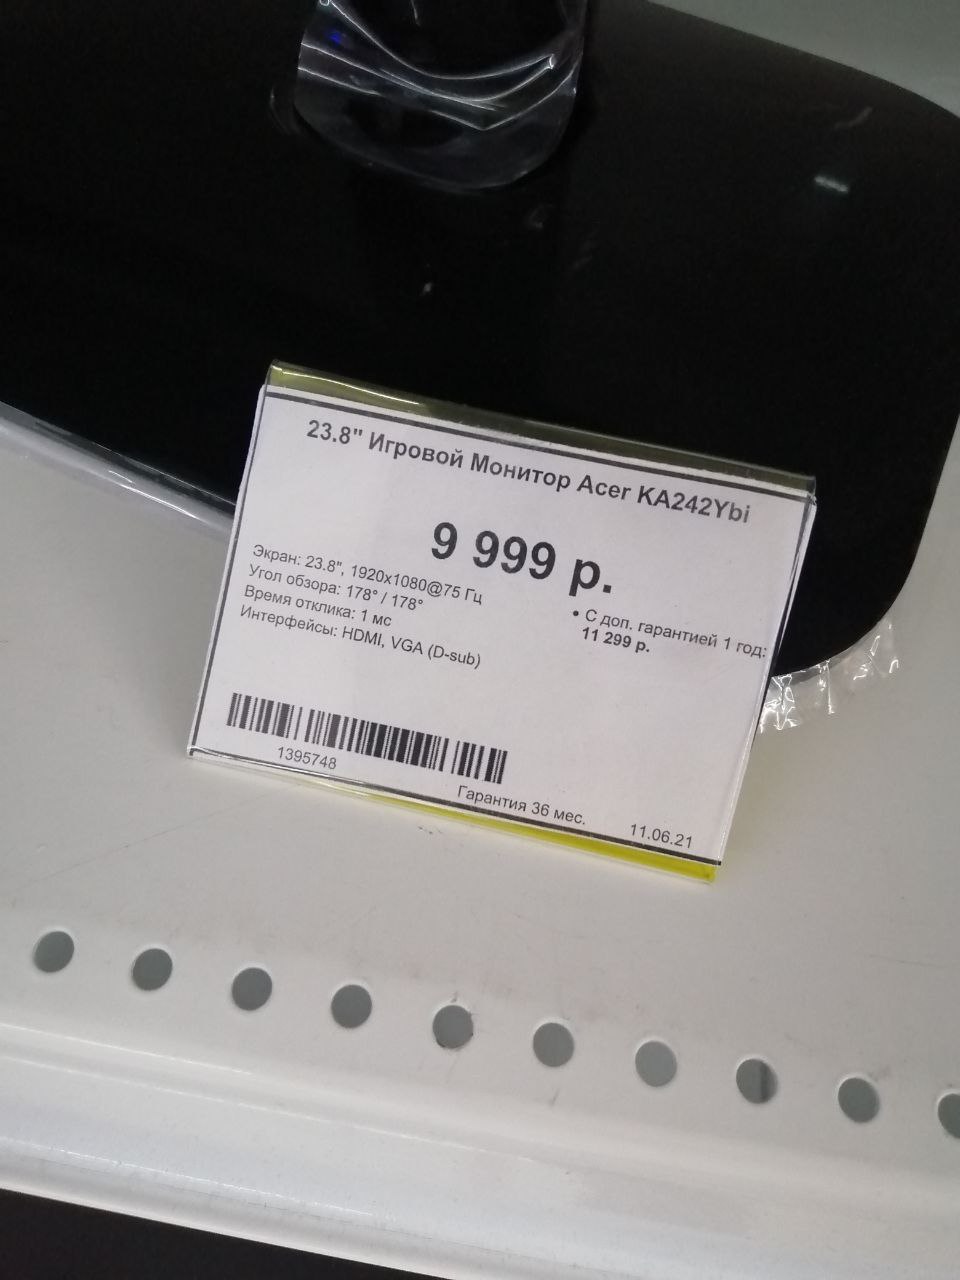 23.8" Игровой Монитор Acer KA242Ybi
9 999 р.
Экран: 23.8", 1920x1080@75 Гц
Угол обзора: 178° / 178°
Время отклика: 1 мс
Интерфейсы: HDMI, VGA (D-sub)
• С доп. гарантией 1 год:
11 299 р.
1395748
Гарантия 36 мес.
11.06.21